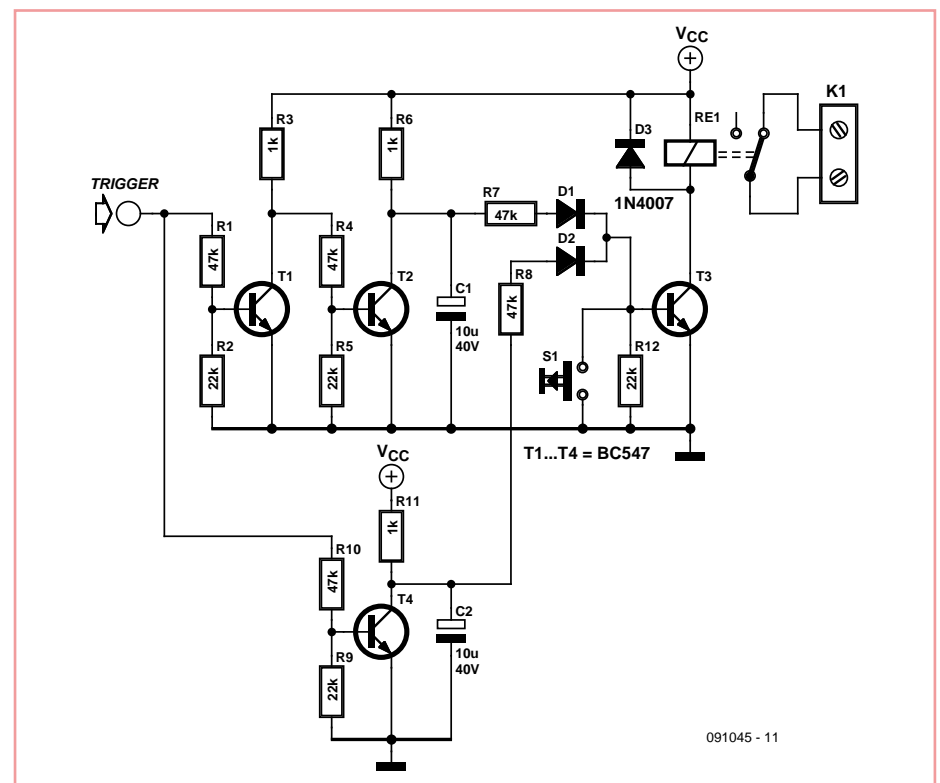 VCC
K1
R3
R6
D3
RE1
1k
1k
TRIGGER
R7
D1
1N4007
47k
R1
R4
D2
R8
47k
47k
T1
T2
T3
C1
47k
10u
40V
R2
R5
S1
R12
22k
22k
22k
VCC
T1...T4 = BC547
R11
1k
R10
47k
T4
C2
R9
10u
40V
22k
091045 - 11